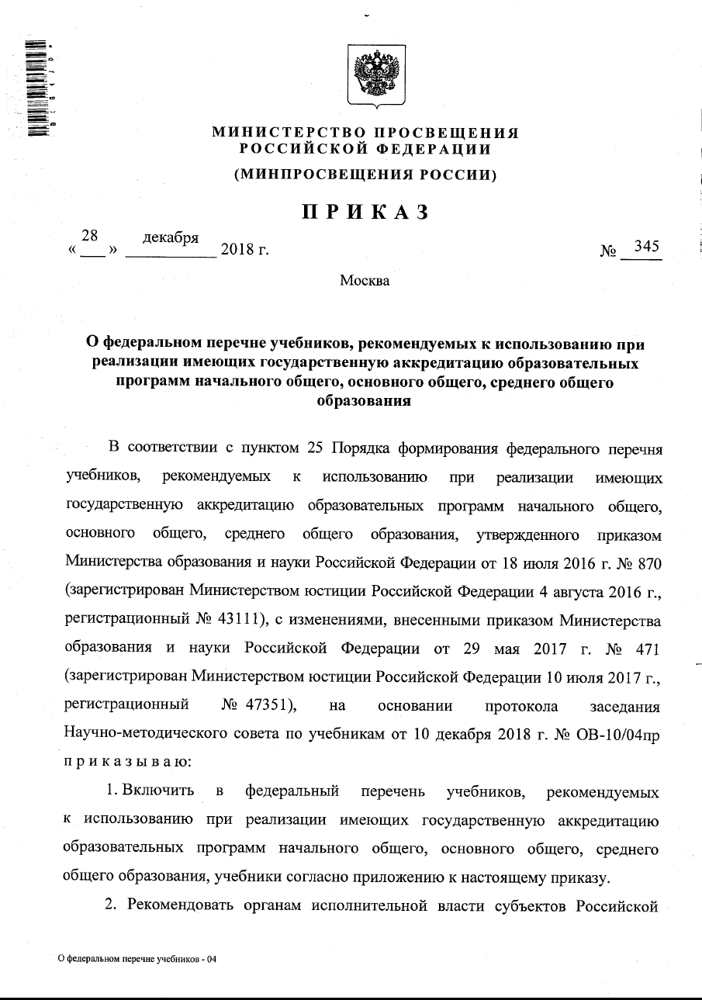 МИНИСТЕРСТВО ПРОСВЕЩЕНИЯ
РОССИЙСКОЙ ФЕДЕРАЦИИ
(МИНПРОСВЕЩЕНИЯ РОССИИ)
ПРИКАЗ
« 28 » декабря 2018 г. № 345
Москва
О федеральном перечне учебников, рекомендуемых к использованию при
реализации имеющих государственную аккредитацию образовательных
программ начального общего, основного общего, среднего общего
образования
В соответствии с пунктом 25 Порядка формирования федерального перечня
учебников, рекомендуемых к использованию при реализации имеющих
государственную аккредитацию образовательных программ начального общего,
основного общего, среднего общего образования, утвержденного приказом
Министерства образования и науки Российской Федерации от 18 июля 2016 г. № 870
(зарегистрирован Министерством юстиции Российской Федерации 4 августа 2016 г.,
регистрационный № 43111), с изменениями, внесенными приказом Министерства
образования и науки Российской Федерации от 29 мая 2017 г. № 471
(зарегистрирован Министерством юстиции Российской Федерации 10 июля 2017 г.,
регистрационный № 47351), на основании протокола заседания
Научно-методического совета по учебникам от 10 декабря 2018 г. № ОВ-10/04пр
п р и к а з ы в а ю:
1. Включить в федеральный перечень учебников, рекомендуемых
к использованию при реализации имеющих государственную аккредитацию
образовательных программ начального общего, основного общего, среднего
общего образования, учебники согласно приложению к настоящему приказу.
2. Рекомендовать органам исполнительной власти субъектов Российской
О федеральном перечне учебников - 04